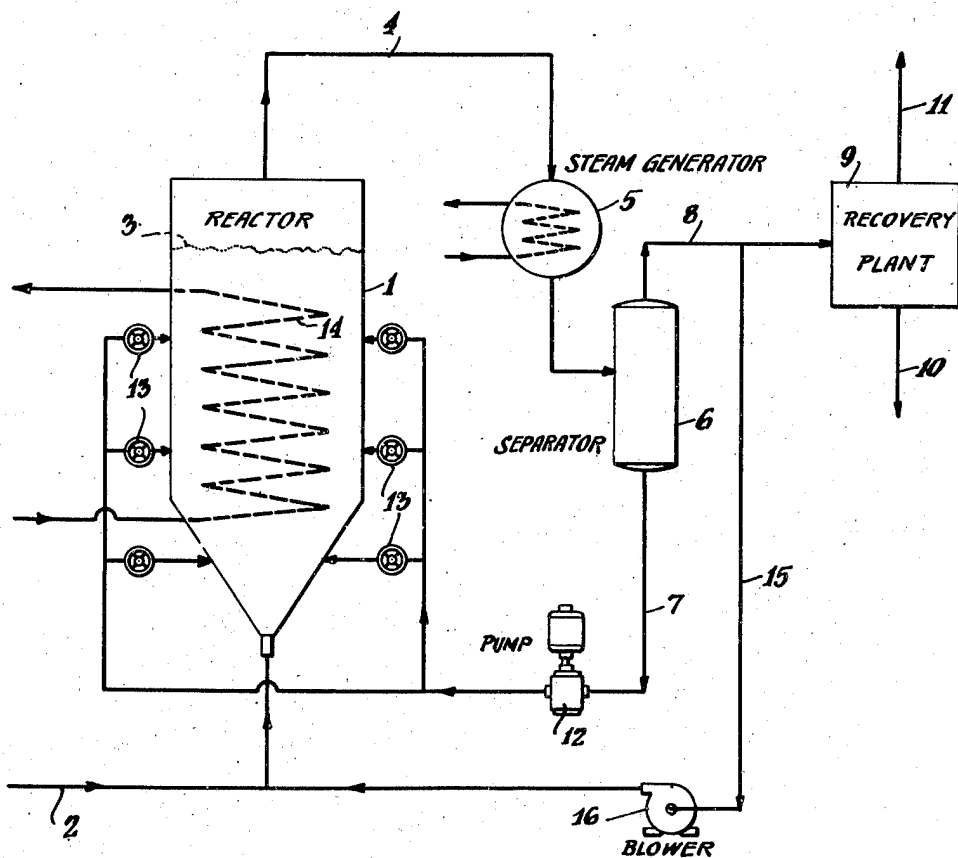 4
11
STEAM GENERATOR
9
REACTOR
3
5
8
RECOVERY
PLANT
1
14
13
10
6
SEPARATOR
13
15
7
PUMP
12
2
16
BLOWER